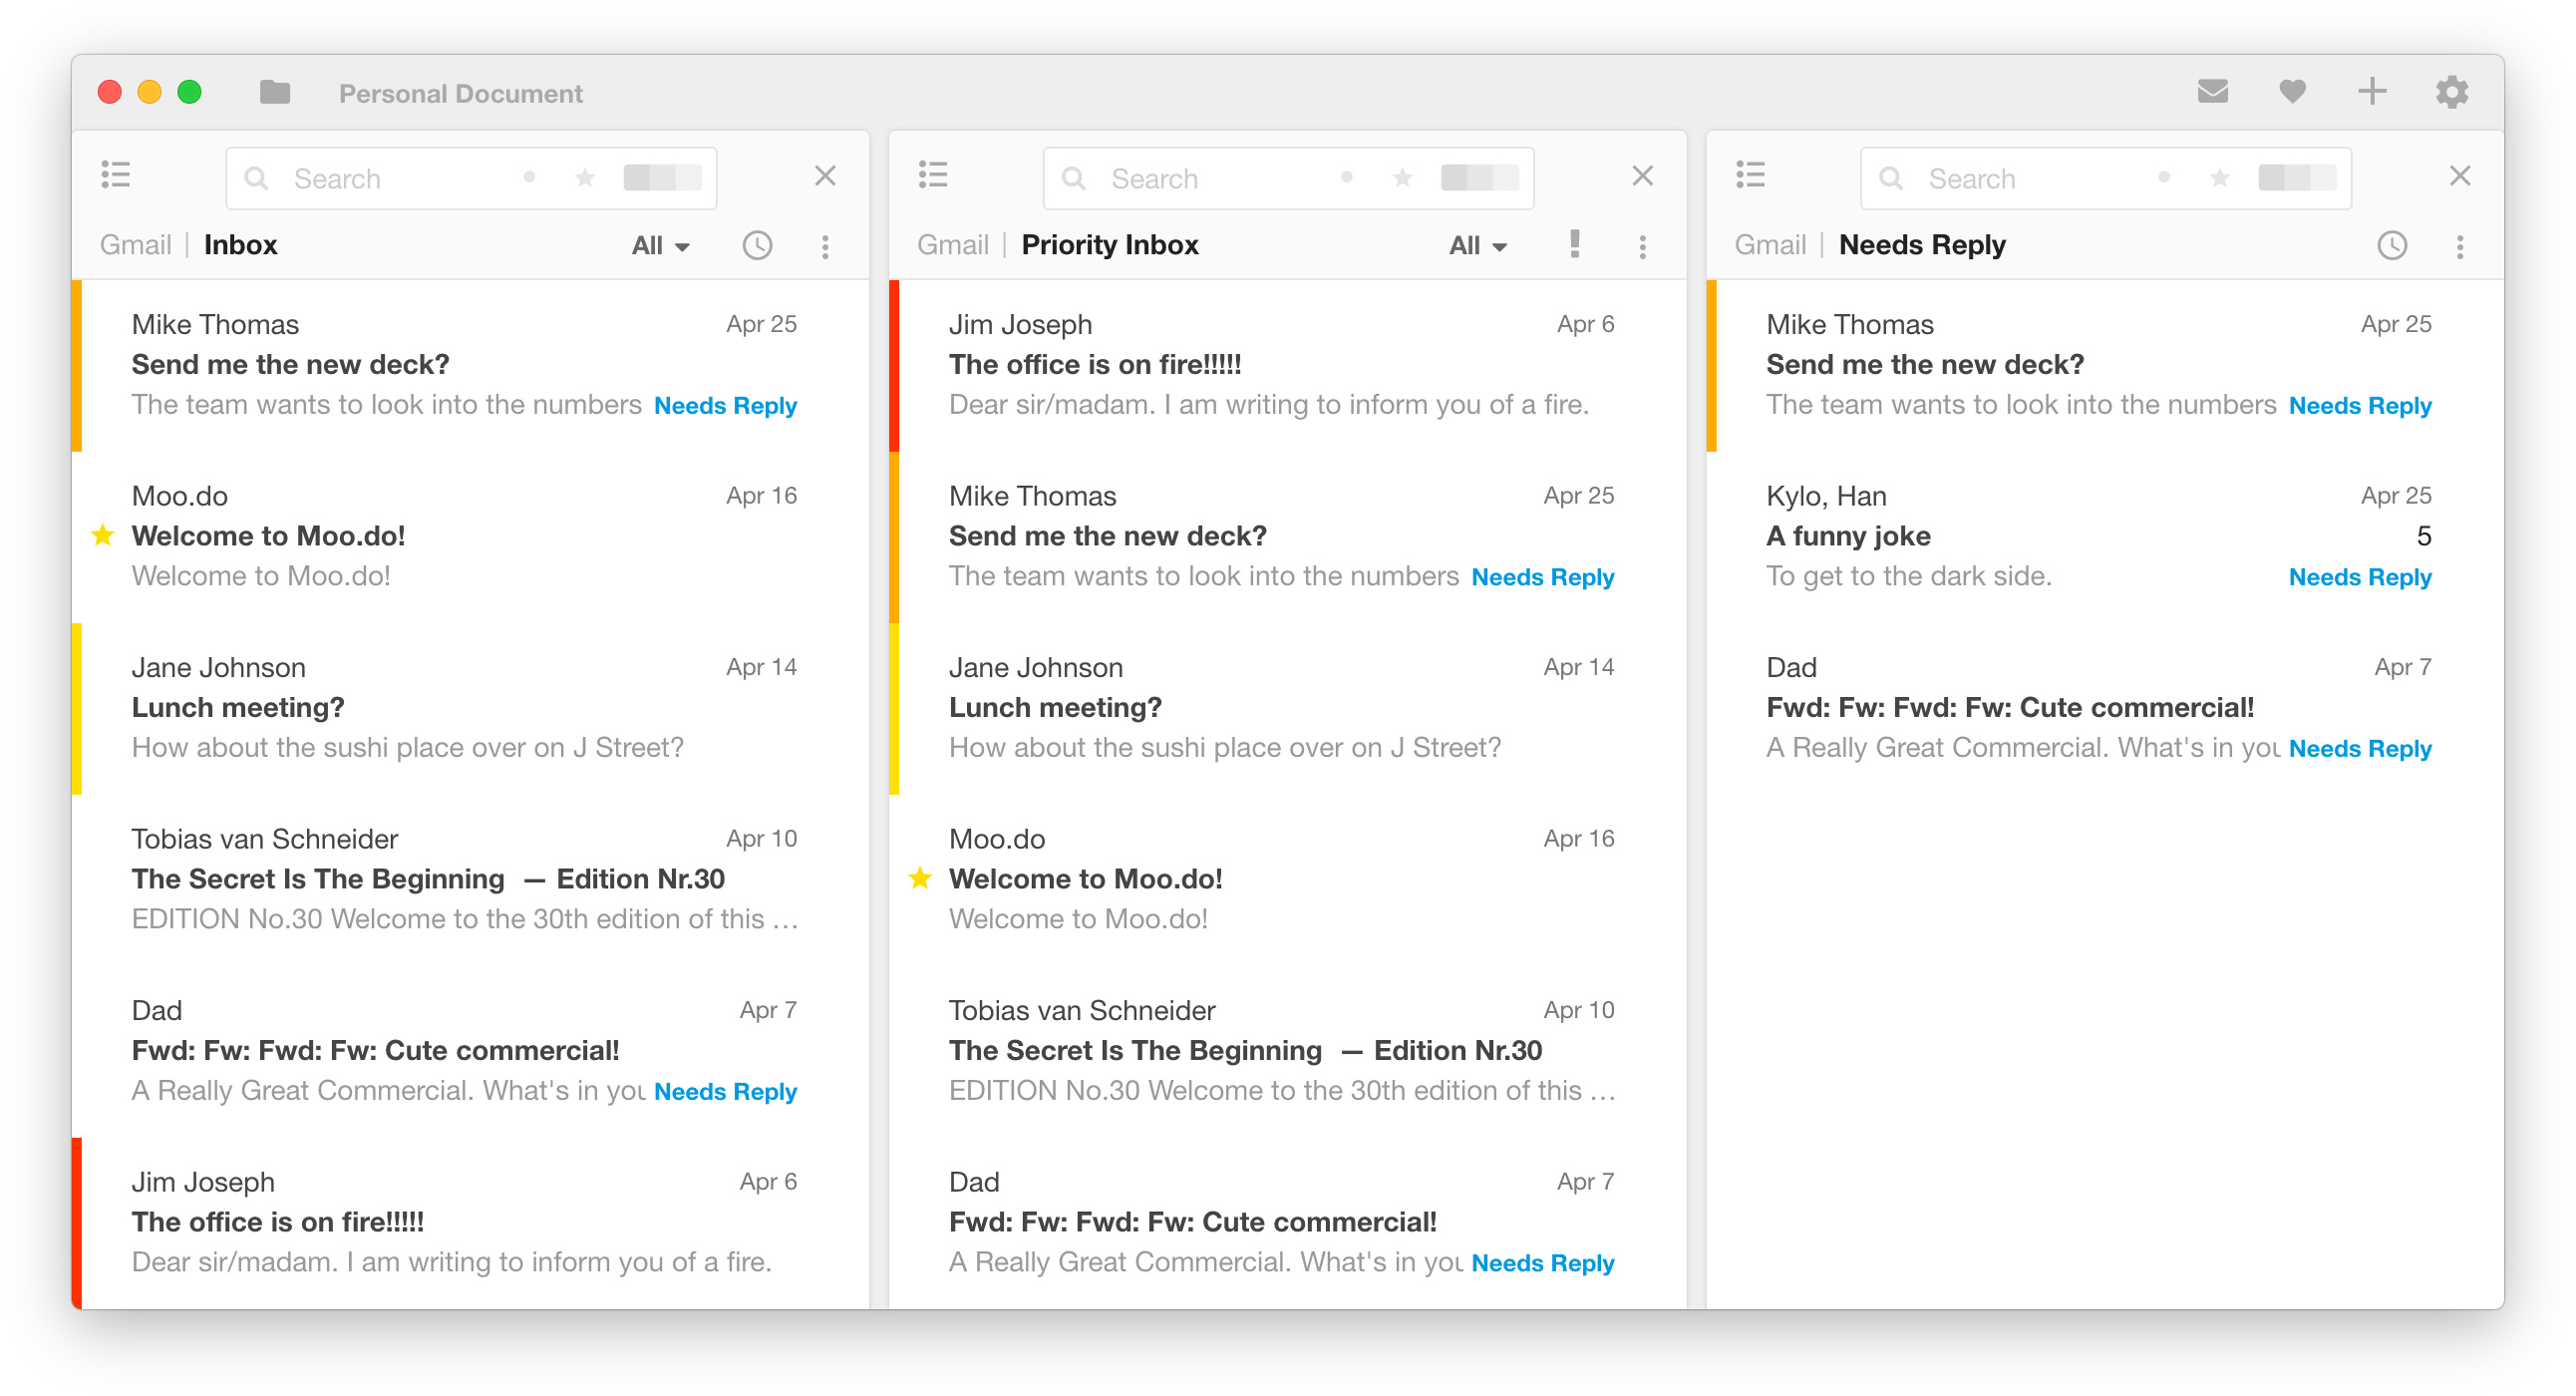 Personal Document
Search
Gmail | Inbox
All
Mike Thomas Apr 25
Send me the new deck?
The team wants to look into the numbers Needs Reply
Moo.do Apr 16
Welcome to Moo.do!
Welcome to Moo.do!
Jane Johnson Apr 14
Lunch meeting?
How about the sushi place over on J Street?
Tobias van Schneider Apr 10
The Secret Is The Beginning — Edition Nr.30
EDITION No.30 Welcome to the 30th edition of this …
Dad Apr 7
Fwd: Fw: Fwd: Fw: Cute commercial!
A Really Great Commercial. What's in you Needs Reply
Jim Joseph Apr 6
The office is on fire!!!!!
Dear sir/madam. I am writing to inform you of a fire.
Search
Gmail | Priority Inbox
All
Jim Joseph Apr 6
The office is on fire!!!!!
Dear sir/madam. I am writing to inform you of a fire.
Mike Thomas Apr 25
Send me the new deck?
The team wants to look into the numbers Needs Reply
Jane Johnson Apr 14
Lunch meeting?
How about the sushi place over on J Street?
Moo.do Apr 16
Welcome to Moo.do!
Welcome to Moo.do!
Tobias van Schneider Apr 10
The Secret Is The Beginning — Edition Nr.30
EDITION No.30 Welcome to the 30th edition of this …
Dad Apr 7
Fwd: Fw: Fwd: Fw: Cute commercial!
A Really Great Commercial. What's in you Needs Reply
Search
Gmail | Needs Reply
Mike Thomas Apr 25
Send me the new deck?
The team wants to look into the numbers Needs Reply
Kylo, Han Apr 25
A funny joke 5
To get to the dark side. Needs Reply
Dad Apr 7
Fwd: Fw: Fwd: Fw: Cute commercial!
A Really Great Commercial. What's in you Needs Reply